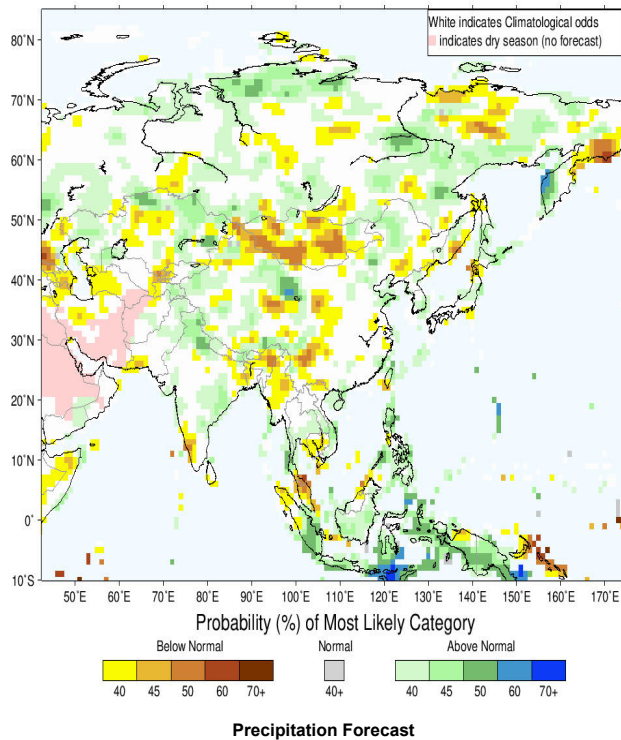 White indicates Climatological odds
indicates dry season (no forecast)
80°N
70°N
60°N
50°N
40°N
30°N
20°N
10°N
0°
10°S
50°E 60°E 70°E 80°E 90°E 100°E 110°E 120°E 130°E 140°E 150°E 160°E 170°E
Probability (%) of Most Likely Category
Below Normal Normal Above Normal
40 45 50 60 70+ 40+ 40 45 50 60 70+
Precipitation Forecast